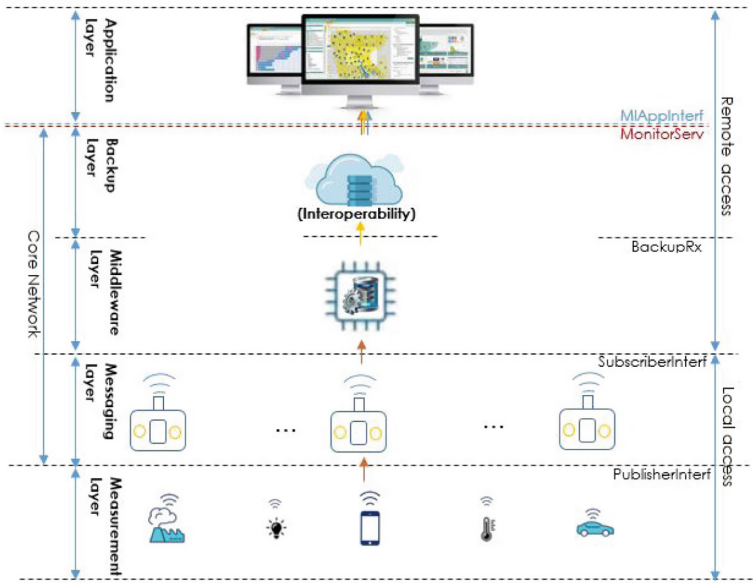 Application
Layer
MIAppInterf
MonitorServ
Remote access
Backup
Layer
(Interoperability)
Core Network
BackupRx
Middleware
Layer
SubscriberInterf
Messaging
Layer
...
...
Local access
PublisherInterf
Measurement
Layer